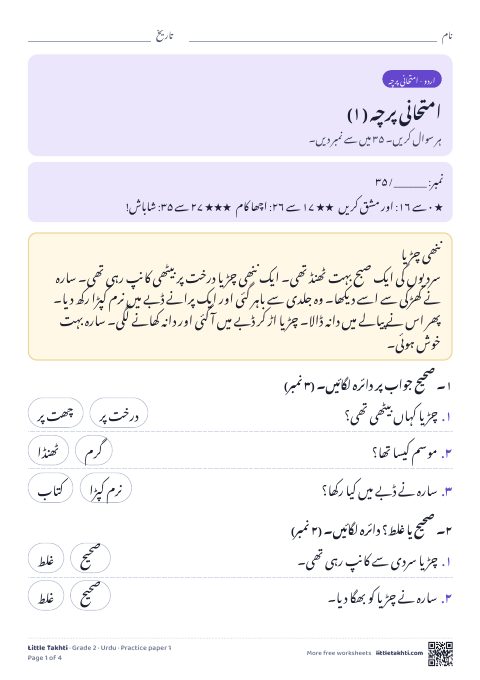 نام ____________ تاریخ ____________
اردو · امتحانی پرچہ
امتحانی پرچہ (۱)
ہر سوال کریں۔ ۳۵ میں سے نمبر دیں۔
نمبر: _____ / ۳۵
★ ۰ سے ۱۶: اور مشق کریں ★★ ۱۷ سے ۲۶: اچھا کام ★★★ ۲۷ سے ۳۵: شاباش!
ننھی چڑیا
سردیوں کی ایک صبح بہت ٹھنڈ تھی۔ ایک ننھی چڑیا درخت پر بیٹھی کانپ رہی تھی۔ سارہ
نے کھڑکی سے اسے دیکھا۔ وہ جلدی سے باہر گئی اور ایک پرانے ڈبے میں نرم کپڑا رکھ دیا۔
پھر اس نے پیالے میں دانہ ڈالا۔ چڑیا اڑ کر ڈبے میں آ گئی اور دانہ کھانے لگی۔ سارہ بہت
خوش ہوئی۔
۱۔ صحیح جواب پر دائرہ لگائیں۔ (۳ نمبر)
۱. چڑیا کہاں بیٹھی تھی؟ درخت پر چھت پر
۲. موسم کیسا تھا؟ گرم ٹھنڈا
۳. سارہ نے ڈبے میں کیا رکھا؟ نرم کپڑا کتاب
۲۔ صحیح یا غلط؟ دائرہ لگائیں۔ (۲ نمبر)
۱. چڑیا سردی سے کانپ رہی تھی۔ صحیح غلط
۲. سارہ نے چڑیا کو بھگا دیا۔ صحیح غلط
Little Takhti · Grade 2 · Urdu · Practice paper 1
Page 1 of 4
More free worksheets littletakhti.com